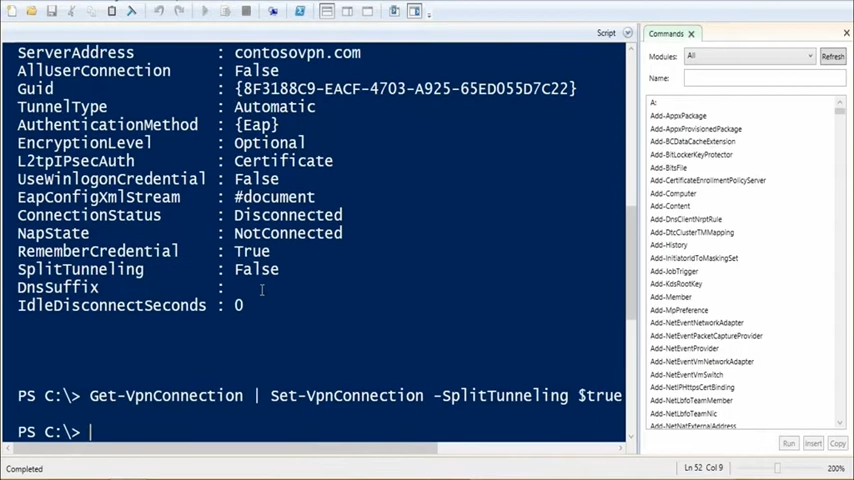 Script
ServerAddress : contosovpn.com
AllUserConnection : False
Guid : {8F3188C9-EACF-4703-A925-65ED055D7C22}
TunnelType : Automatic
AuthenticationMethod : {Eap}
EncryptionLevel : Optional
L2tpIPsecAuth : Certificate
UseWinlogonCredential : False
EapConfigXmlStream : #document
ConnectionStatus : Disconnected
NapState : NotConnected
RememberCredential : True
SplitTunneling : False
DnsSuffix :
IdleDisconnectSeconds : 0
PS C:\> Get-VpnConnection | Set-VpnConnection -SplitTunneling $true
PS C:\>
Commands
Modules: All Refresh
Name:
A:
Add-AppxPackage
Add-AppxProvisionedPackage
Add-BCDataCacheExtension
Add-BitLockerKeyProtector
Add-BitsFile
Add-CertificateEnrollmentPolicyServer
Add-Computer
Add-Content
Add-DnsClientNrptRule
Add-DtcClusterTMMapping
Add-History
Add-InitiatorIdToMaskingSet
Add-JobTrigger
Add-KdsRootKey
Add-Member
Add-MpPreference
Add-NetEventNetworkAdapter
Add-NetEventPacketCaptureProvider
Add-NetEventProvider
Add-NetEventVmNetworkAdapter
Add-NetEventVmSwitch
Add-NetIPHttpsCertBinding
Add-NetLbfoTeamMember
Add-NetLbfoTeamNic
Add-NetNatExternalAddress
Run Insert Copy
Completed
Ln 52 Col 9
200%